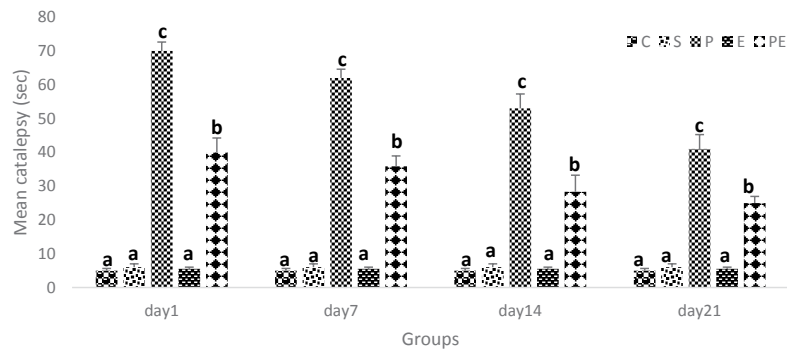 80
70
60
50
40
30
20
10
0
Mean catalepsy (sec)
C S P E PE
a a c a b
a a c a b
a a c a b
a a c a b
day1 day7 day14 day21
Groups